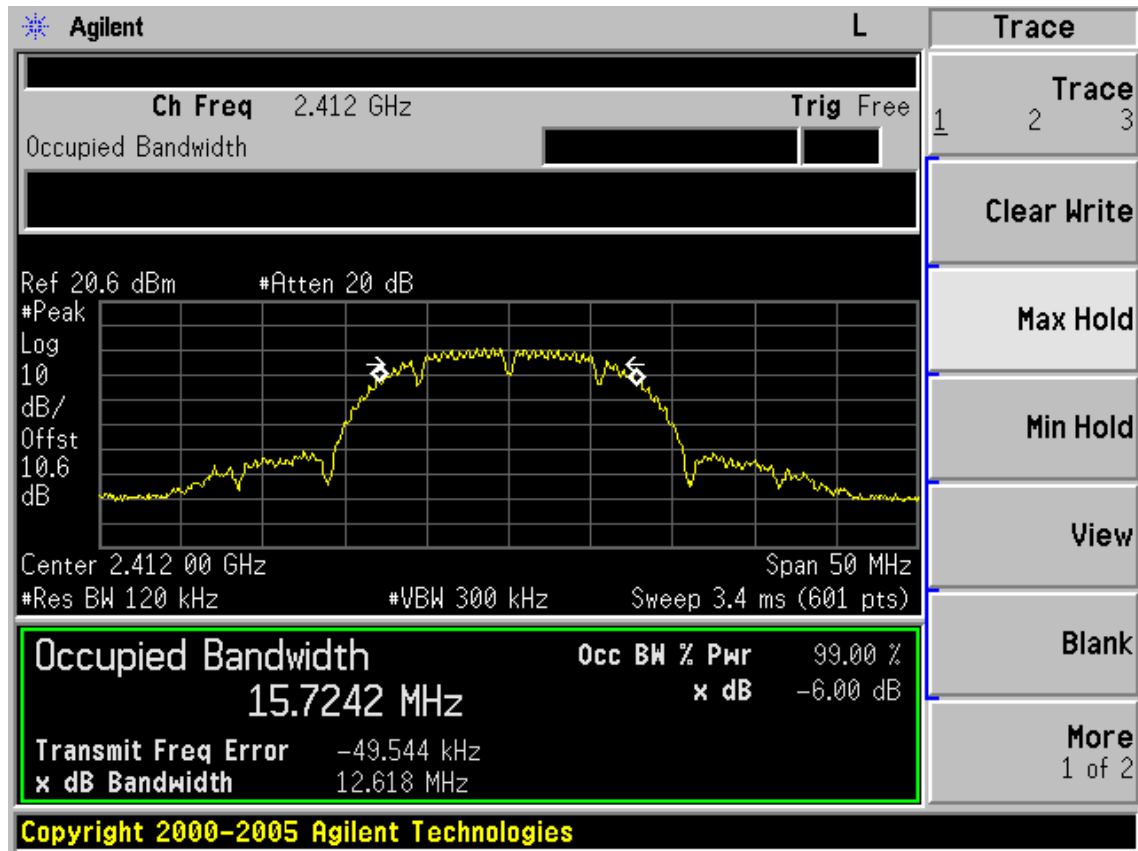 Agilent L
Ch Freq 2.412 GHz Trig Free
Occupied Bandwidth
Ref 20.6 dBm #Atten 20 dB
#Peak
Log
10
dB/
Offst
10.6
dB
Center 2.412 00 GHz Span 50 MHz
#Res BW 120 kHz #VBW 300 kHz Sweep 3.4 ms (601 pts)
Occupied Bandwidth
15.7242 MHz
Occ BW % Pwr 99.00 %
x dB -6.00 dB
Transmit Freq Error -49.544 kHz
x dB Bandwidth 12.618 MHz
Copyright 2000-2005 Agilent Technologies
Trace
Trace
1 2 3
Clear Write
Max Hold
Min Hold
View
Blank
More
1 of 2